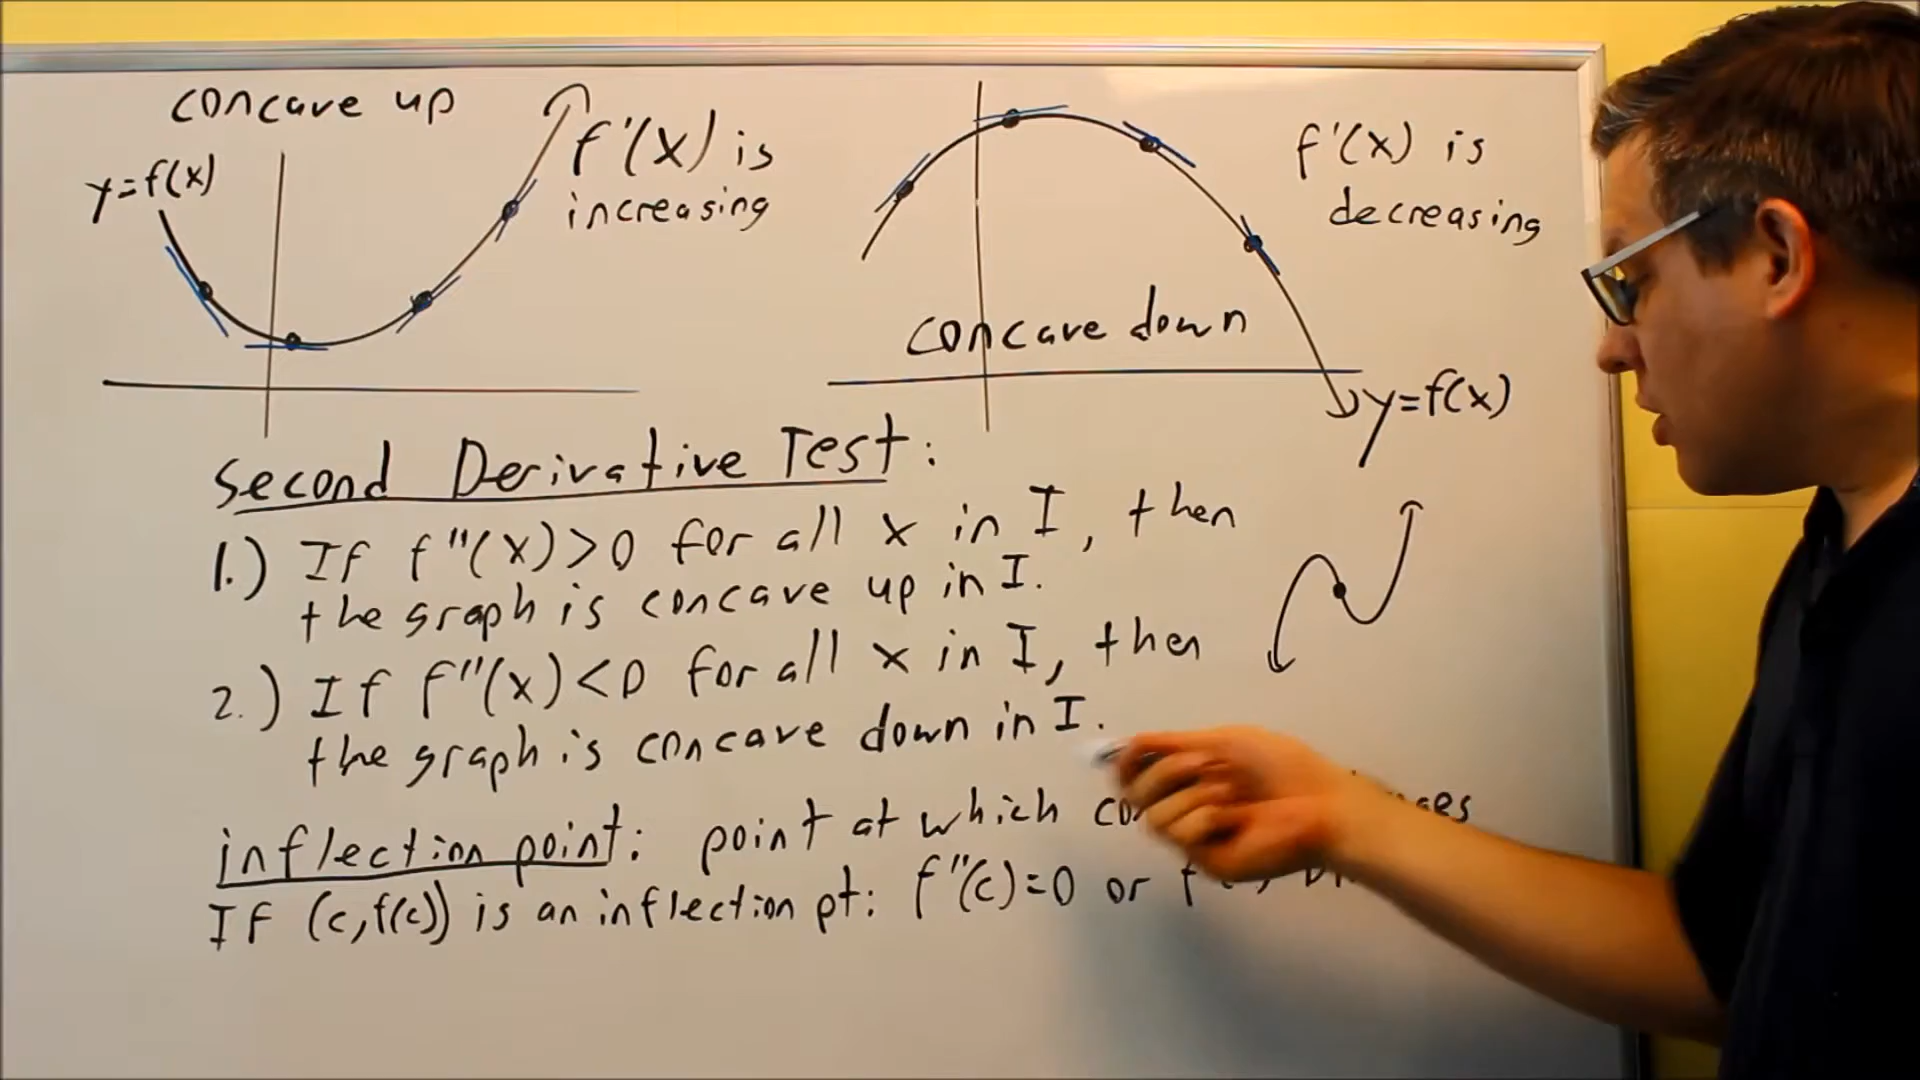 concave up
y=f(x)
f'(x) is
increasing
f'(x) is
decreasing
concave down
y=f(x)
Second Derivative Test:
1.) If f"(x)>0 for all x in I, then
the graph is concave up in I.
2.) If f"(x)<0 for all x in I, then
the graph is concave down in I.
inflection point: point at which
If (c,f(c)) is an inflection pt: f"(c)=0 or